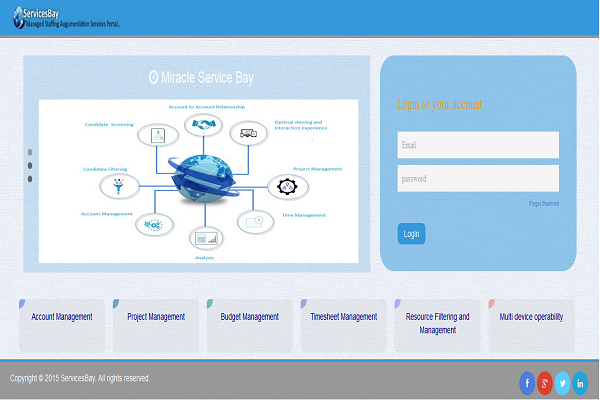 ServicesBay
Managed Staffing Augumentation Services Portal.
Miracle Service Bay
Account to Account Relationship
Candidate Screening
Optimal viewing and
interaction experience
Candidate Filtering
Project Management
Account Management
Time Management
Analysis
Login to your account
Email
password
Forgot Password
Login
Account Management
Project Management
Budget Management
Timesheet Management
Resource Filtering and
Management
Multi device operability
Copyright © 2015 ServicesBay. All rights reserved.
f
G+
in